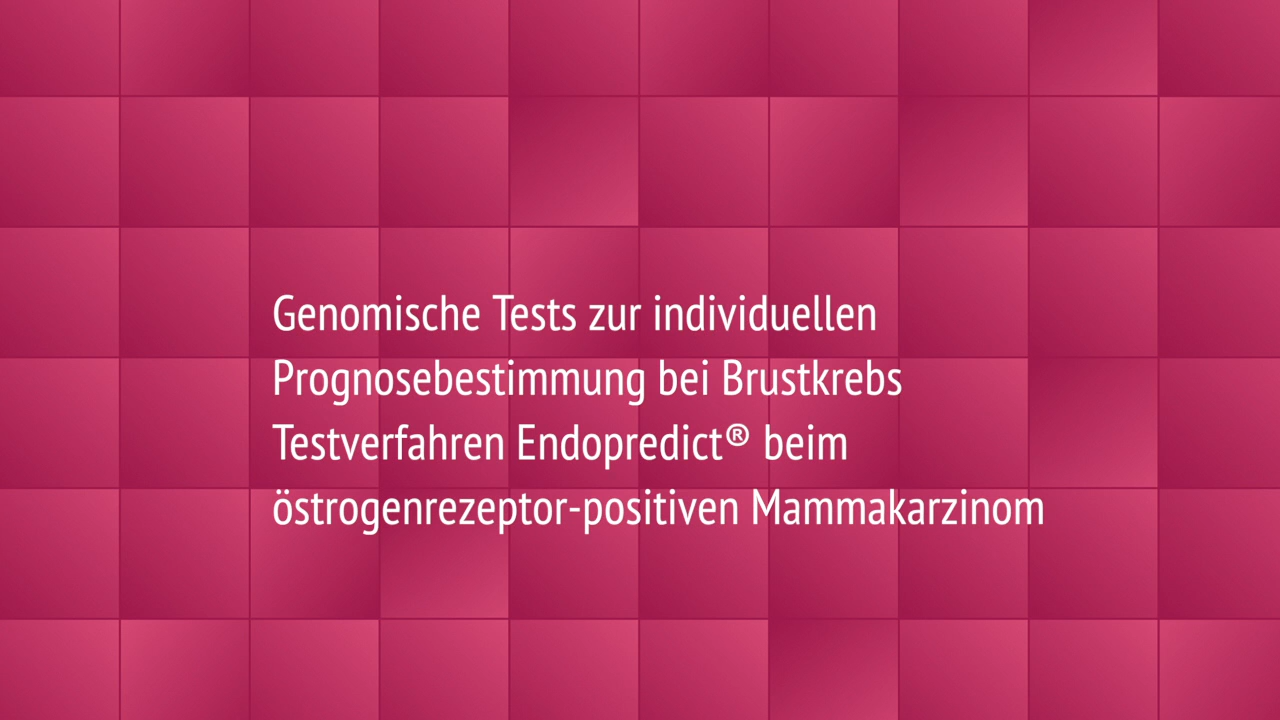 Genomische Tests zur individuellen
Prognosebestimmung bei Brustkrebs
Testverfahren Endopredict® beim
östrogenrezeptor-positiven Mammakarzinom